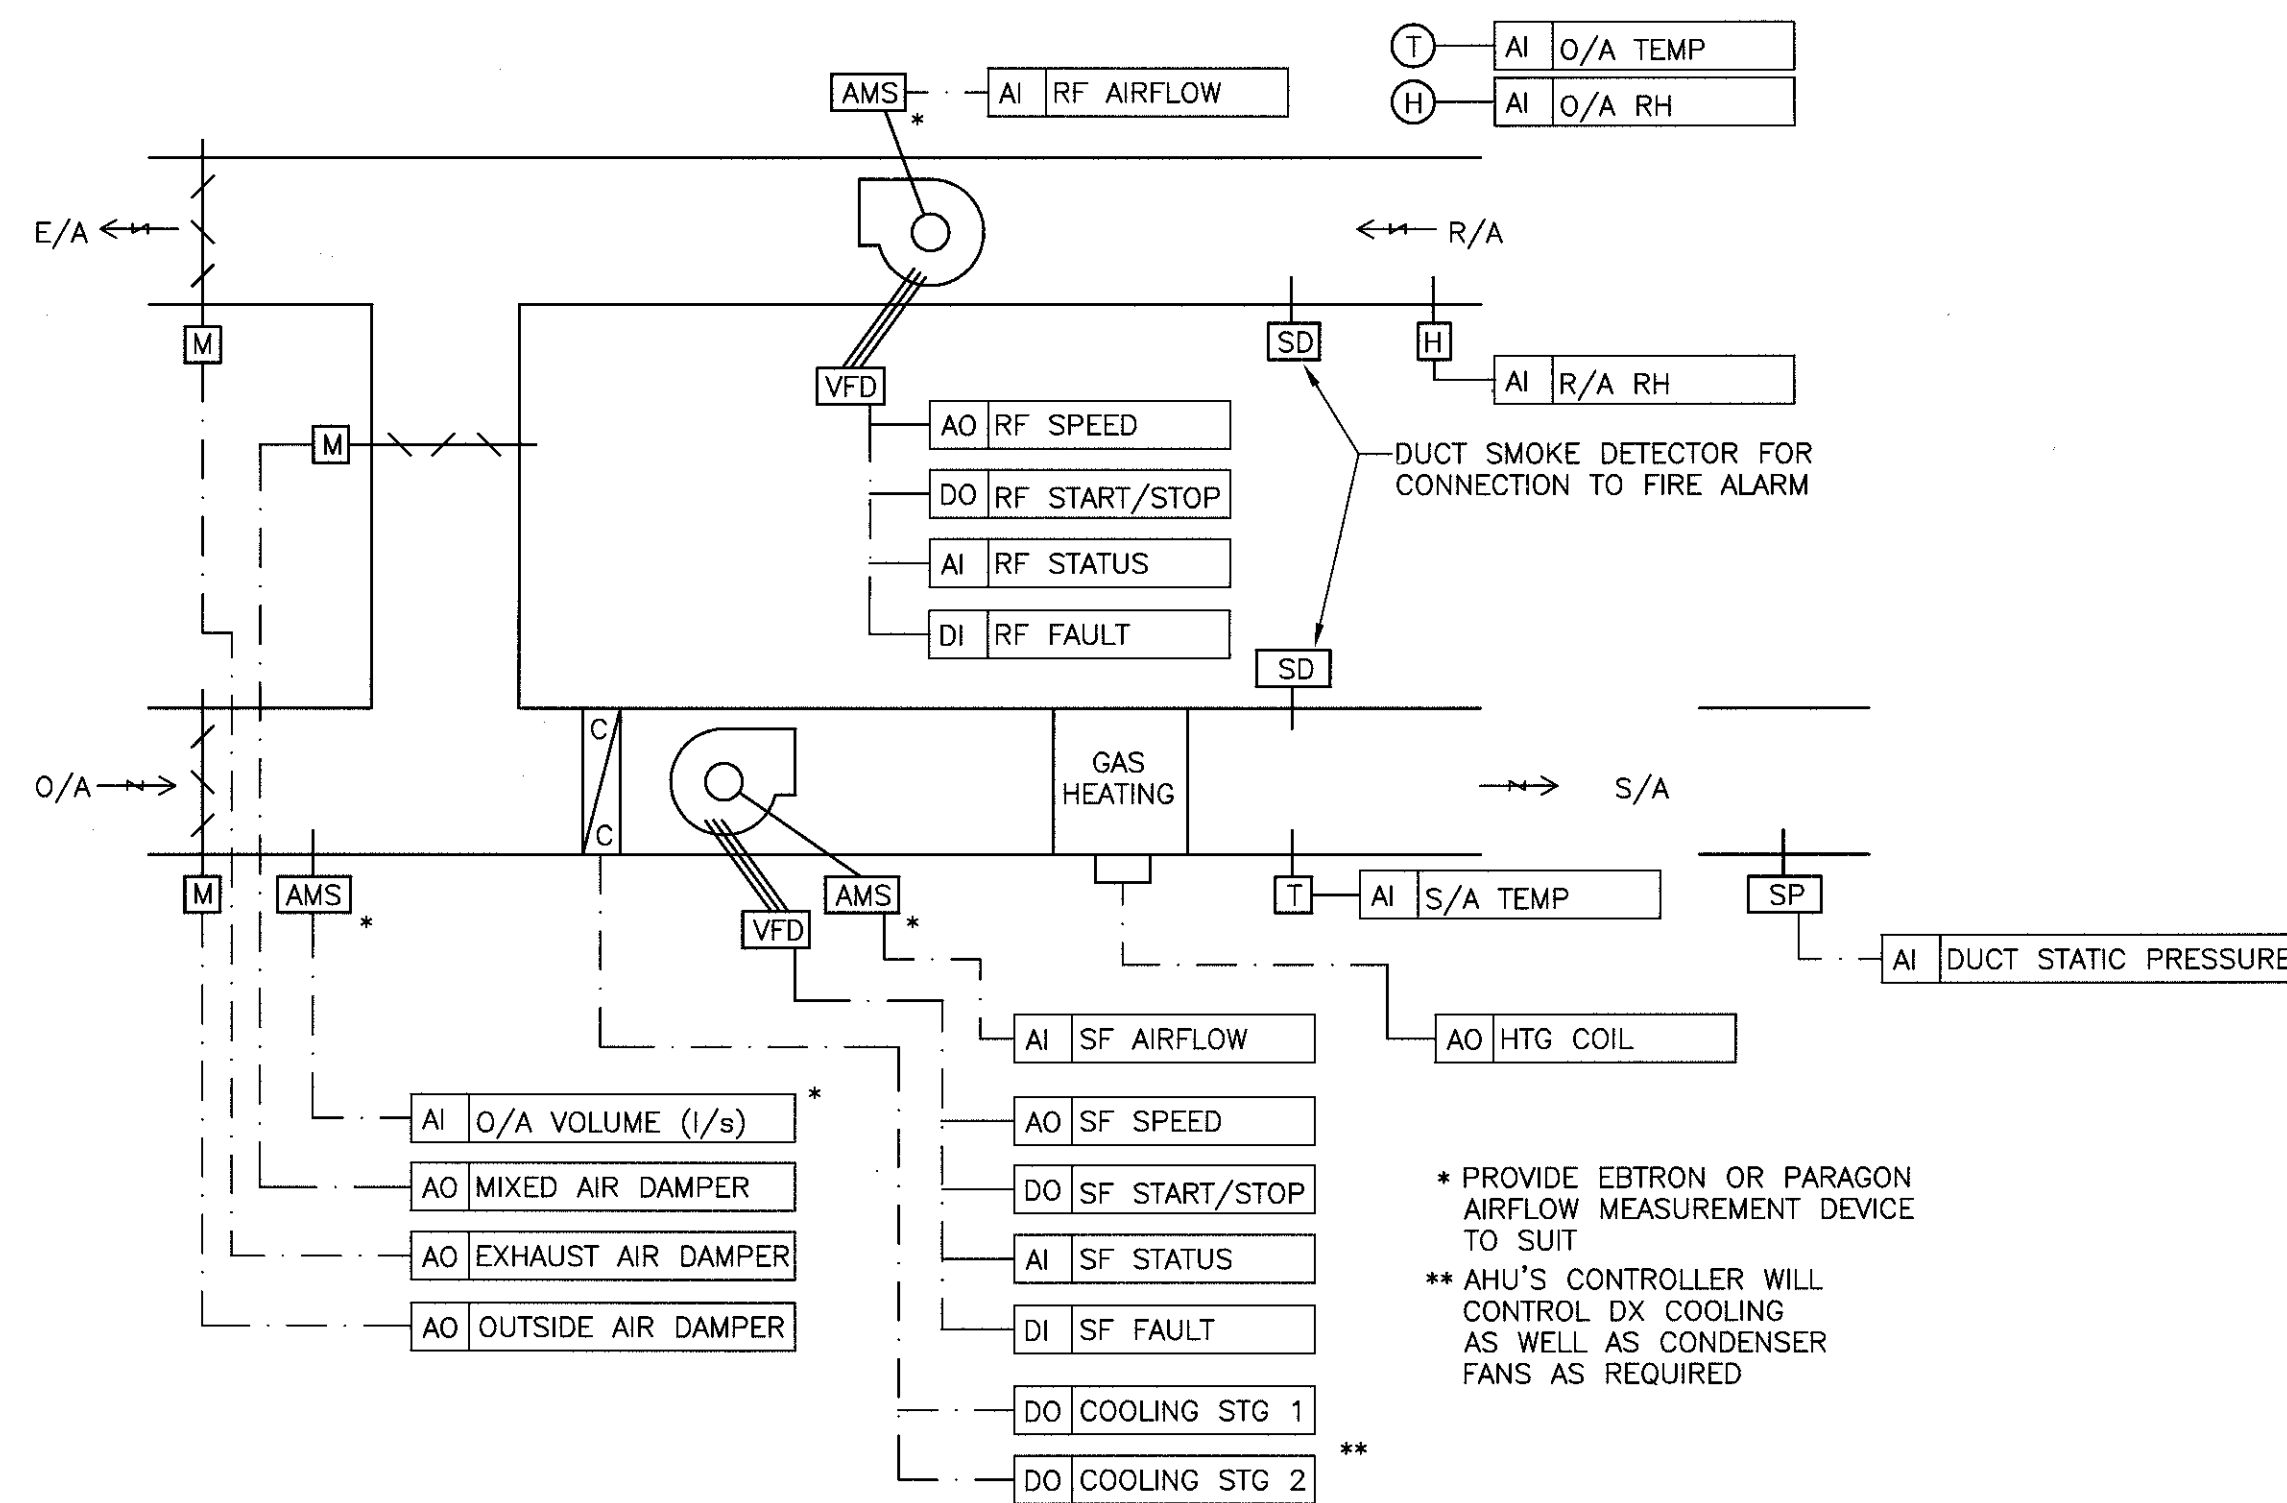 T AI O/A TEMP
AMS AI RF AIRFLOW
*
H AI O/A RH
E/A
R/A
M
SD
H
VFD
AI R/A RH
AO RF SPEED
M
DUCT SMOKE DETECTOR FOR
CONNECTION TO FIRE ALARM
DO RF START/STOP
AI RF STATUS
DI RF FAULT
SD
C
GAS
HEATING
O/A
S/A
C
M
AMS
*
AMS
*
VFD
T AI S/A TEMP
SP
AI DUCT STATIC PRESSURE
AI SF AIRFLOW
AO HTG COIL
AI O/A VOLUME (l/s)
*
AO SF SPEED
AO MIXED AIR DAMPER
DO SF START/STOP
AO EXHAUST AIR DAMPER
AI SF STATUS
AO OUTSIDE AIR DAMPER
DI SF FAULT
DO COOLING STG 1
**
DO COOLING STG 2
* PROVIDE EBTRON OR PARAGON
AIRFLOW MEASUREMENT DEVICE
TO SUIT
** AHU'S CONTROLLER WILL
CONTROL DX COOLING
AS WELL AS CONDENSER
FANS AS REQUIRED